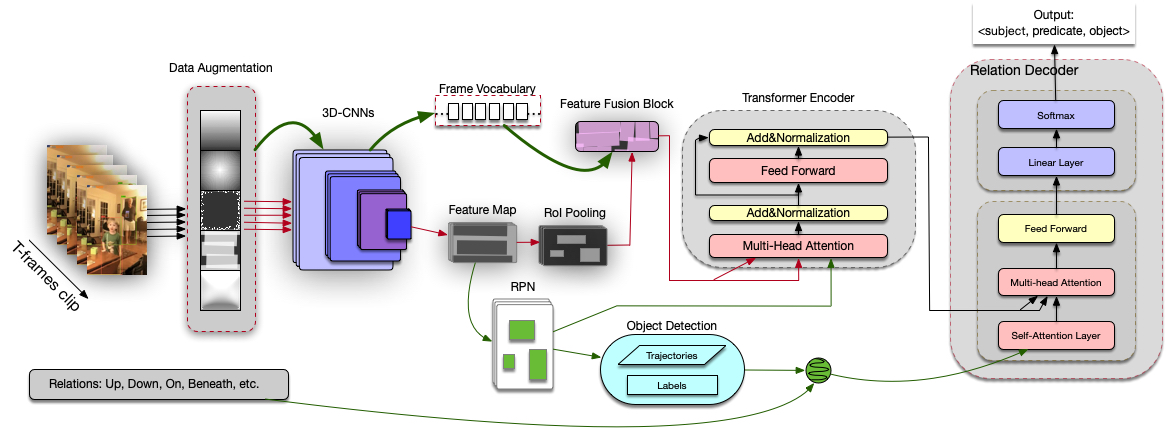 Output:
<subject, predicate, object>
Relation Decoder
Data Augmentation
3D-CNNs
Frame Vocabulary
Feature Fusion Block
Transformer Encoder
Softmax
Add&Normalization
Linear Layer
Feed Forward
Feature Map
RoI Pooling
Add&Normalization
Feed Forward
Multi-Head Attention
T-frames clip
Multi-head Attention
RPN
Object Detection
Self-Attention Layer
Trajectories
Labels
Relations: Up, Down, On, Beneath, etc.